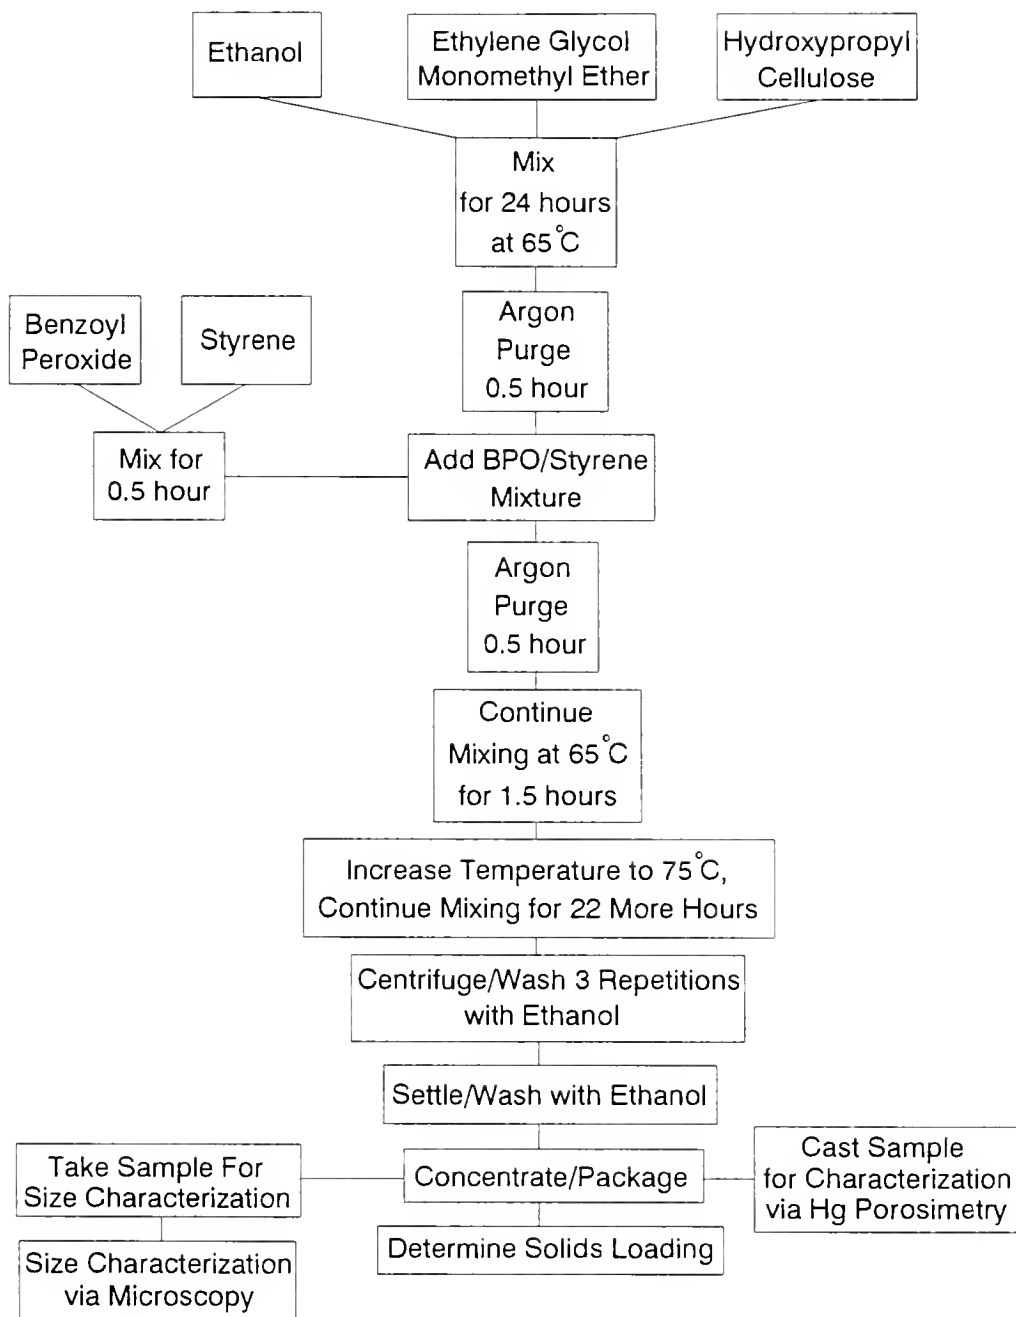 Ethanol
Ethylene Glycol
Monomethyl Ether
Hydroxypropyl
Cellulose
Mix
for 24 hours
at 65°C
Argon
Purge
0.5 hour
Benzoyl
Peroxide
Styrene
Mix for
0.5 hour
Add BPO/Styrene
Mixture
Argon
Purge
0.5 hour
Continue
Mixing at 65°C
for 1.5 hours
Increase Temperature to 75°C,
Continue Mixing for 22 More Hours
Centrifuge/Wash 3 Repetitions
with Ethanol
Settle/Wash with Ethanol
Take Sample For
Size Characterization
Concentrate/Package
Cast Sample
for Characterization
via Hg Porosimetry
Size Characterization
via Microscopy
Determine Solids Loading